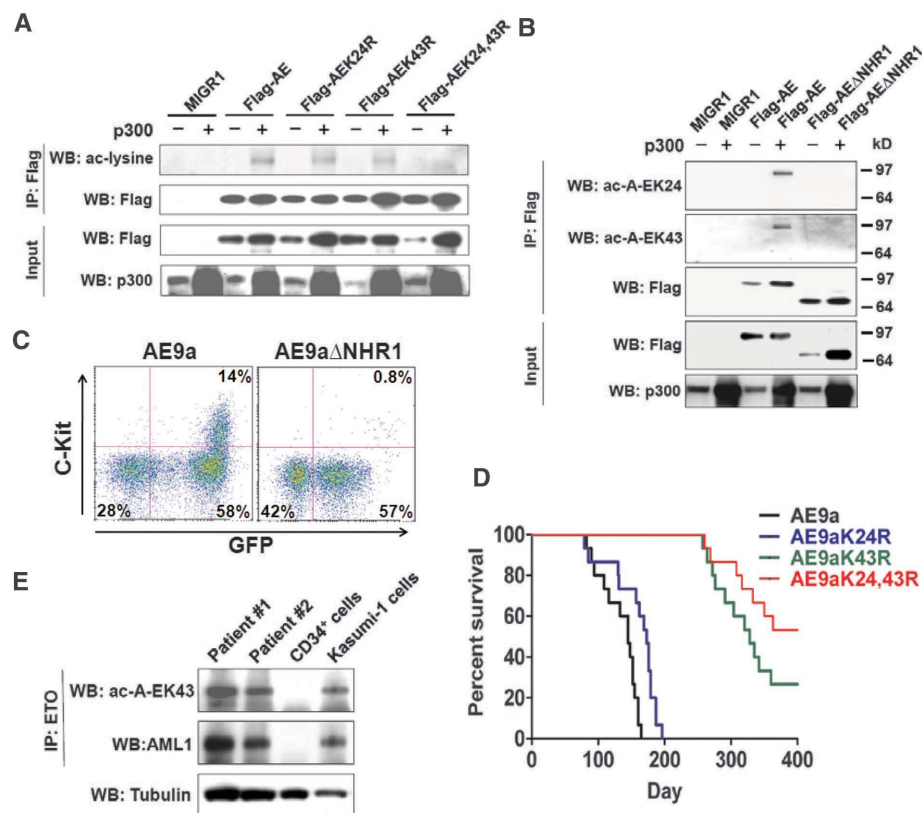 A
MIGR1
Flag-AE
Flag-AEK24R
Flag-AEK43R
Flag-AEK24,43R
p300 − + − + − + − + − +
IP: Flag
WB: ac-lysine
WB: Flag
Input
WB: Flag
WB: p300
B
MIGR1
MIGR1
Flag-AE
Flag-AE
Flag-AEΔNHR1
Flag-AEΔNHR1
p300 − + − + − + kD
IP: Flag
WB: ac-A-EK24
97
64
WB: ac-A-EK43
97
64
WB: Flag
97
64
Input
WB: Flag
97
64
WB: p300
C
AE9a
AE9aΔNHR1
C-Kit
14%
28%
58%
0.8%
42%
57%
GFP
D
AE9a
AE9aK24R
AE9aK43R
AE9aK24,43R
Percent survival
100
80
60
40
20
0
0 100 200 300 400
Day
E
Patient #1
Patient #2
CD34+ cells
Kasumi-1 cells
IP: ETO
WB: ac-A-EK43
WB:AML1
WB: Tubulin